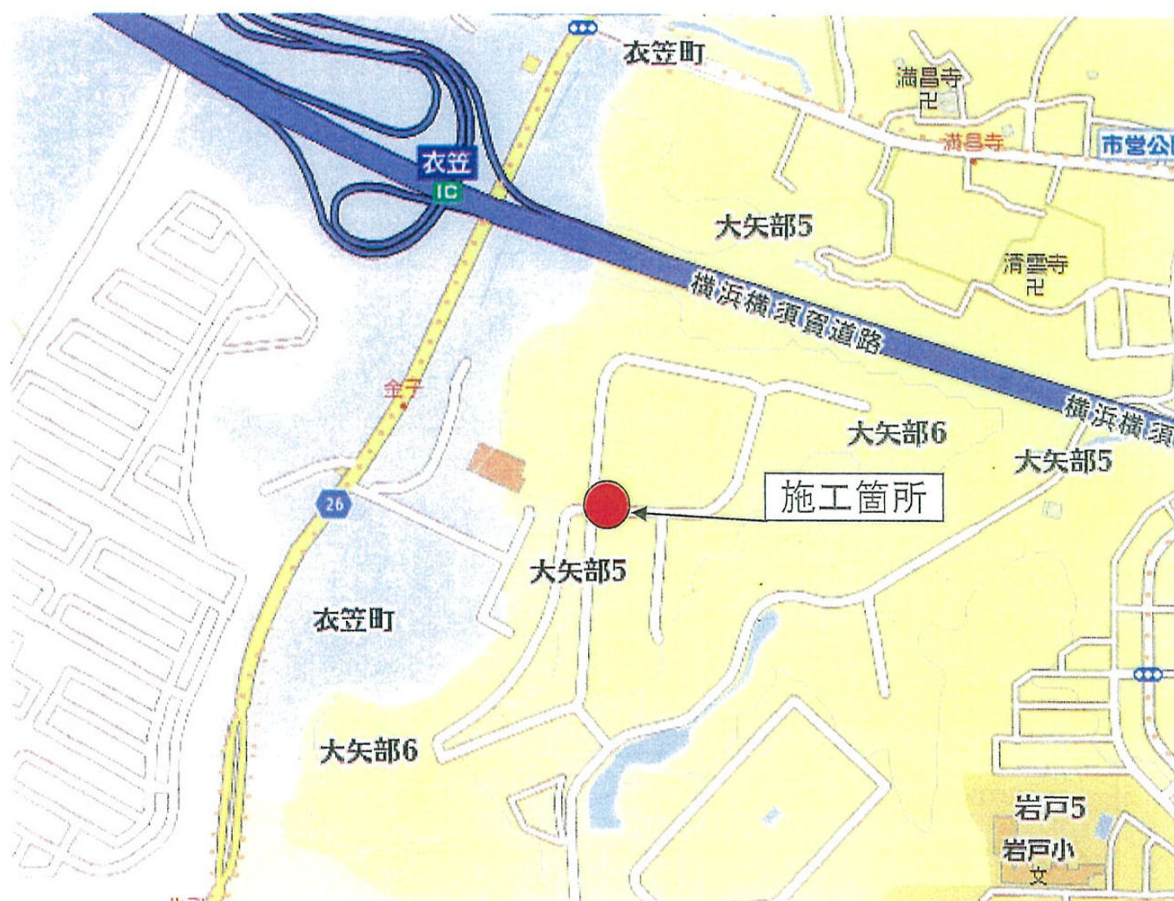 衣笠町
満昌寺
満昌寺
市営公
衣笠
IC
大矢部5
清雲寺
横浜横須賀道路
横浜横須
金子
大矢部6
大矢部5
26
施工箇所
大矢部5
衣笠町
大矢部6
岩戸5
岩戸小
文